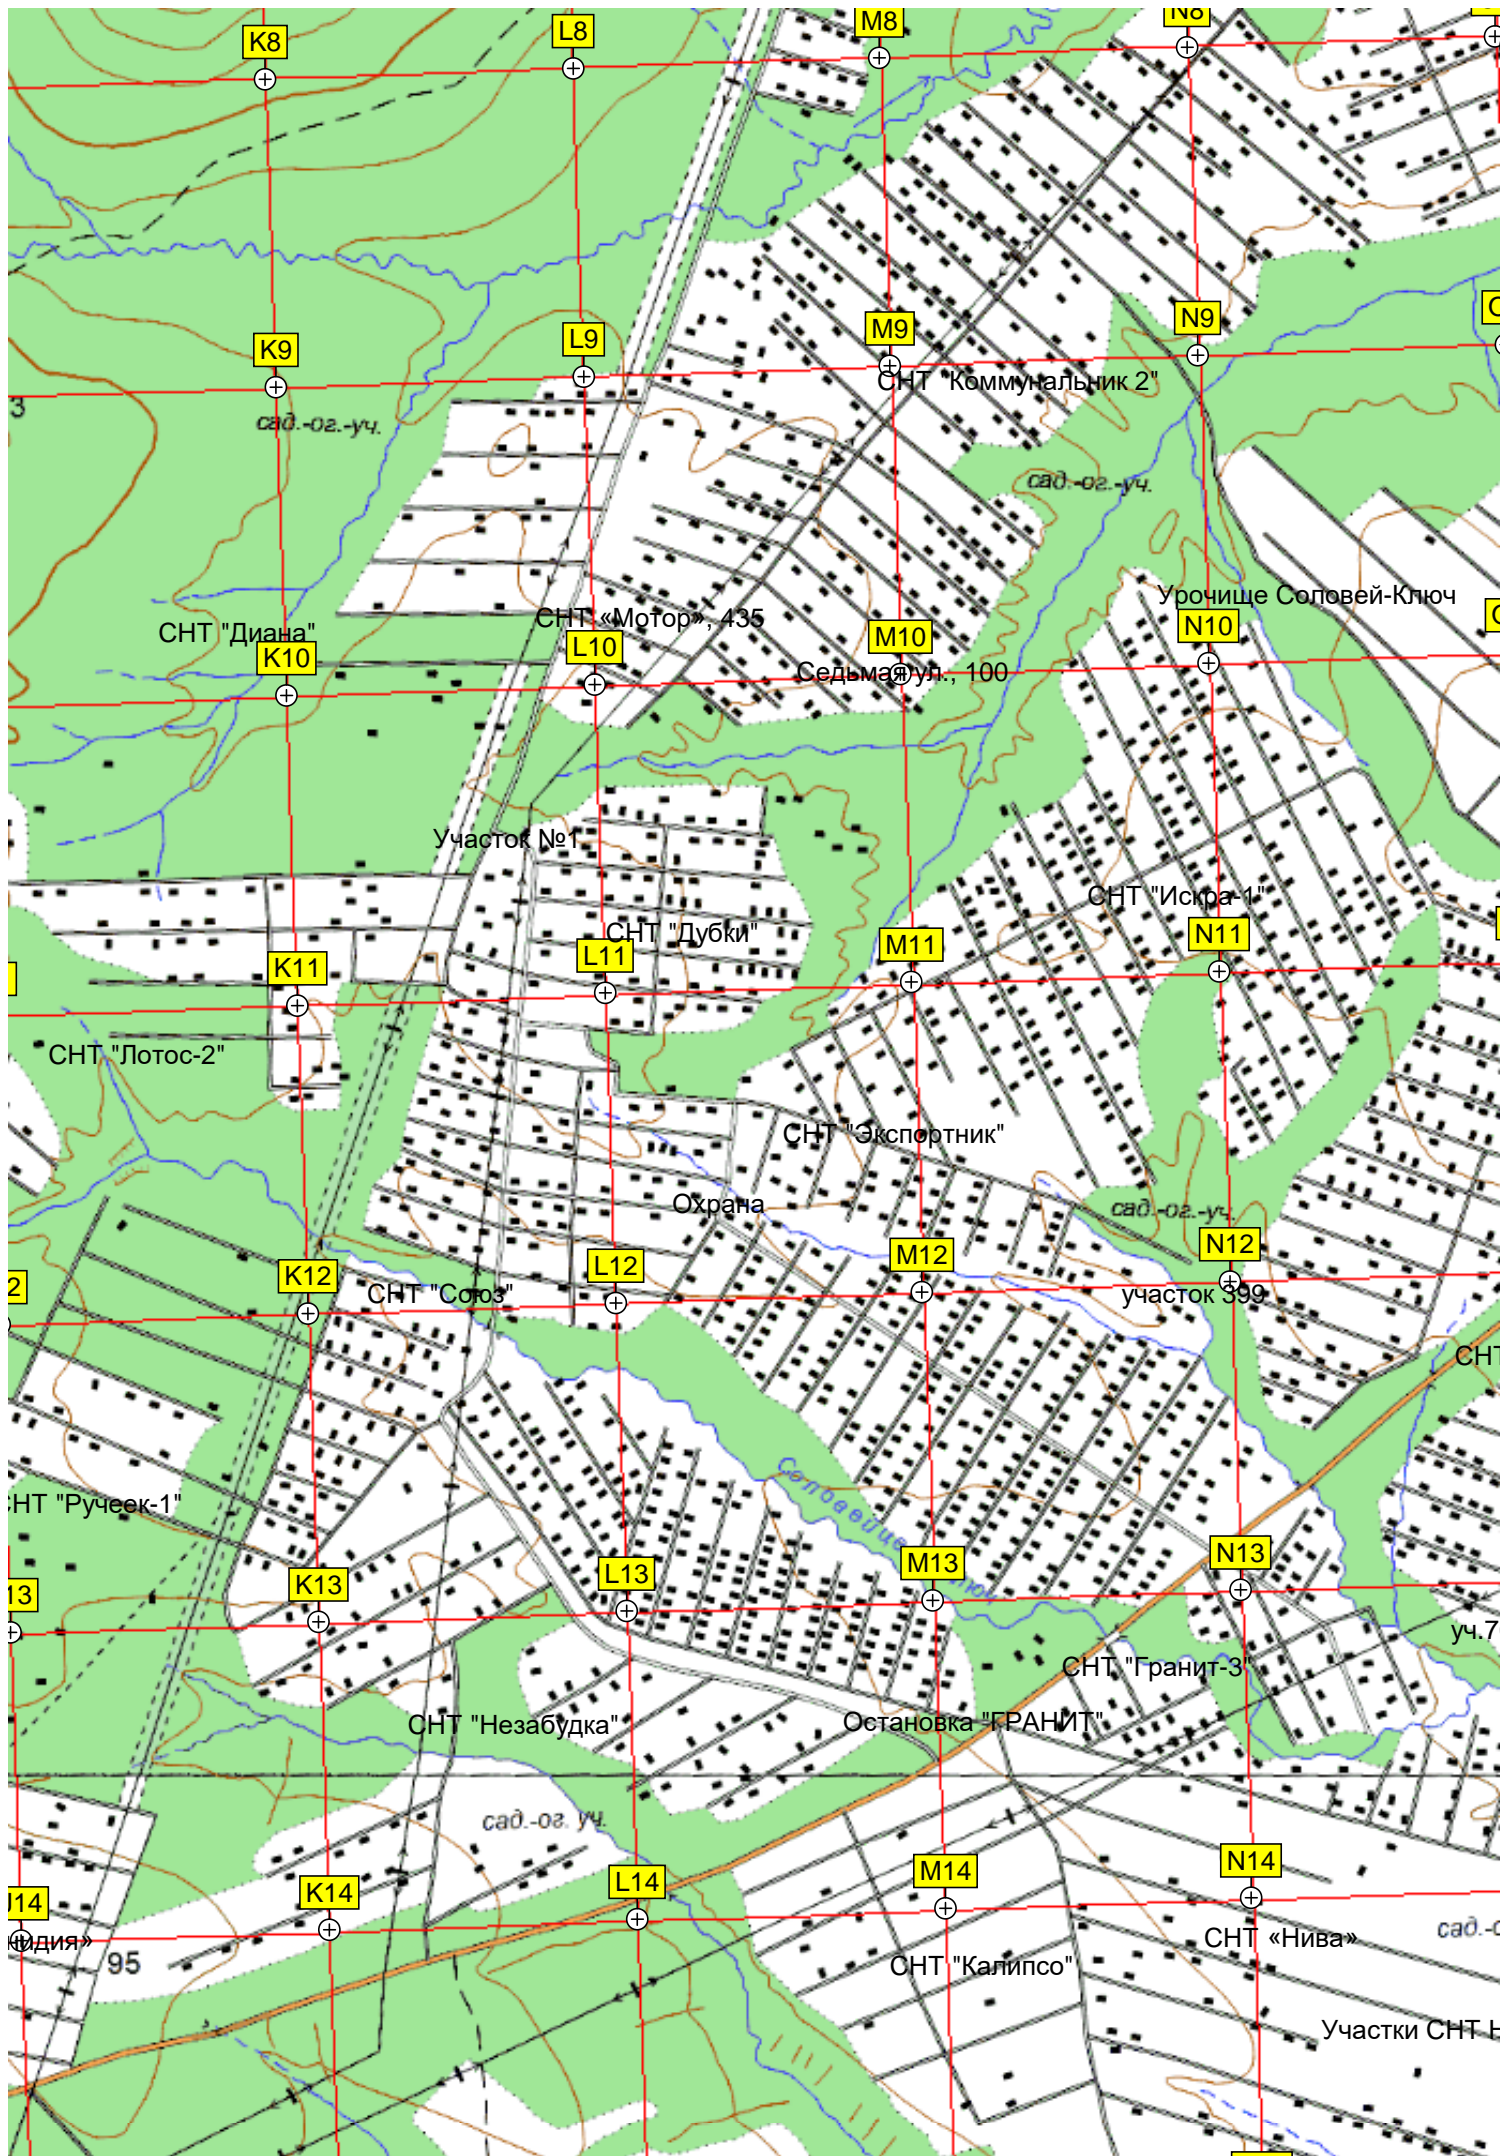 K8
L8
M8
N8
K9
L9
M9
N9
СНТ "Коммунальник 2"
3
сад.-ог.-уч.
сад.-ог.-уч.
Урочище Соловей-Ключ
СНТ «Мотор», 435
СНТ "Диана"
K10
L10
M10
N10
Седьмая ул., 100
Участок №1
СНТ "Искра-1"
СНТ "Дубки"
K11
L11
M11
N11
СНТ "Лотос-2"
СНТ "Экспортник"
Охрана
сад.-ог.-уч.
K12
L12
M12
N12
2
СНТ "Союз"
участок 399
СНТ
СНТ "Ручеек-1"
13
K13
L13
M13
N13
уч.7
СНТ "Гранит-3"
СНТ "Незабудка"
Остановка "ГРАНИТ"
сад.-ог. уч.
J14
K14
L14
M14
N14
95
СНТ «Нива»
сад.-о
СНТ "Калипсо"
Участки СНТ Н